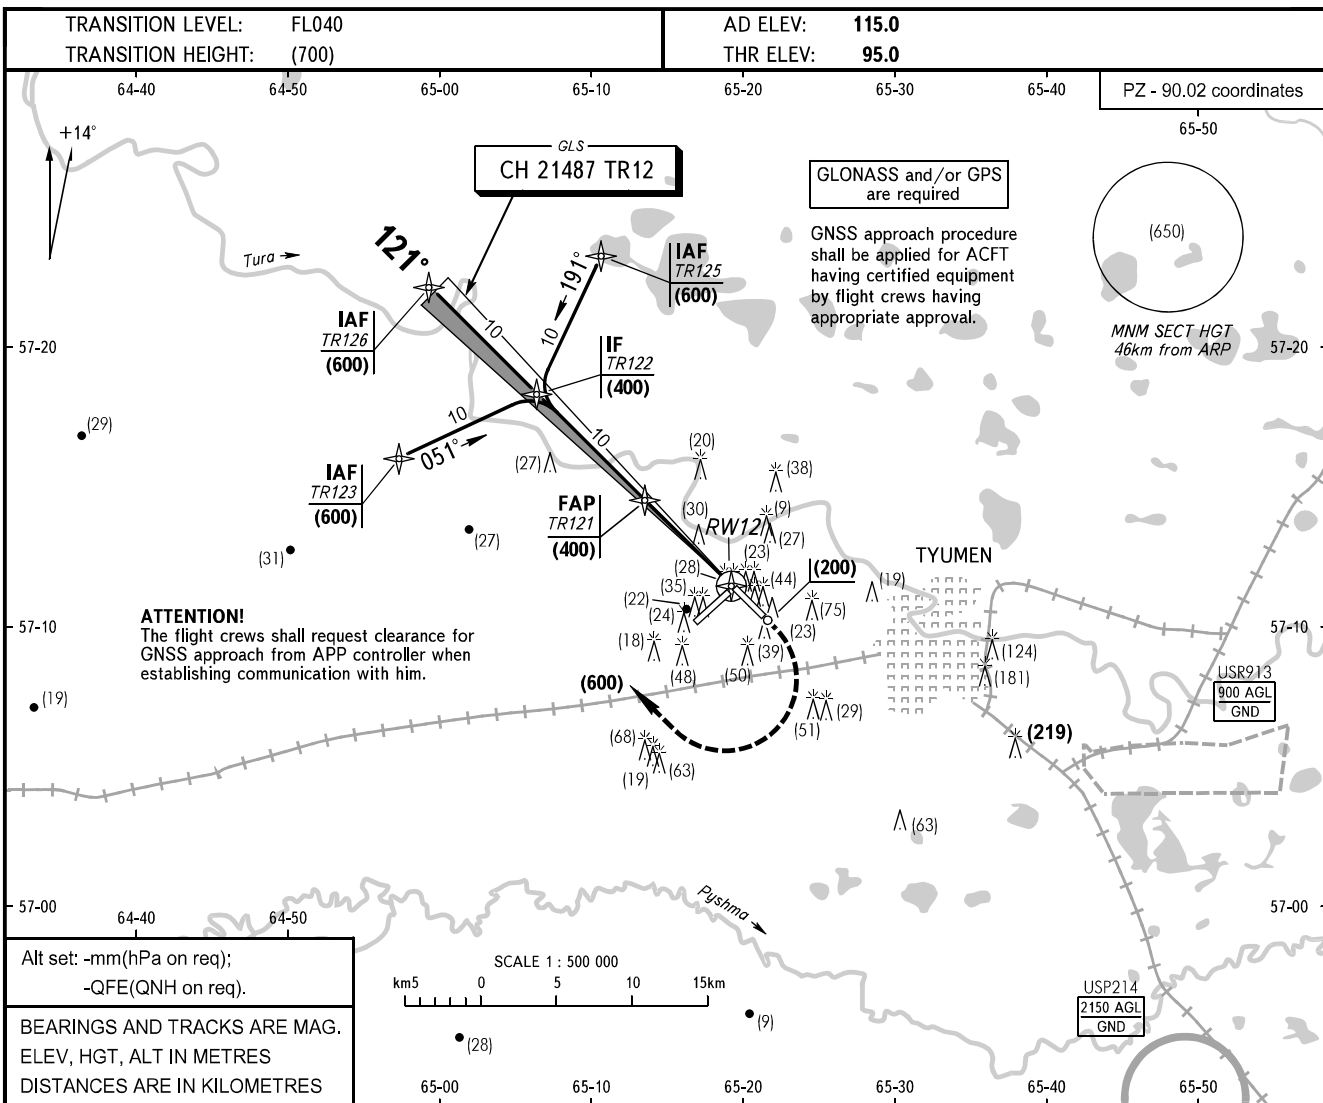 TRANSITION LEVEL: FL040
TRANSITION HEIGHT: (700)
AD ELEV: 115.0
THR ELEV: 95.0
64-40 64-50 65-00 65-10 65-20 65-30 65-40
PZ - 90.02 coordinates
65-50
+14°
GLS
CH 21487 TR12
GLONASS and/or GPS
are required
GNSS approach procedure
shall be applied for ACFT
having certified equipment
by flight crews having
appropriate approval.
(650)
MNM SECT HGT
46km from ARP
57-20
57-20
Tura
121°
191°
10
10
IAF
TR125
(600)
IAF
TR126
(600)
IF
TR122
(400)
10
051°
10
IAF
TR123
(600)
FAP
TR121
(400)
(29)
(27)
(20)
(38)
(30)
(9)
(27)
RW12
(27)
(31)
(28)
(23)
(200)
TYUMEN
(35)
(44)
(19)
(22)
(24)
(75)
(23)
57-10
57-10
(18)
(39)
(48)
(50)
(124)
(181)
ATTENTION!
The flight crews shall request clearance for
GNSS approach from APP controller when
establishing communication with him.
(19)
(600)
USR913
900 AGL
GND
(29)
(51)
(68)
(19)
(63)
(219)
(63)
Pyshma
57-00
57-00
64-40 64-50
Alt set: -mm(hPa on req);
-QFE(QNH on req).
BEARINGS AND TRACKS ARE MAG.
ELEV, HGT, ALT IN METRES
DISTANCES ARE IN KILOMETRES
SCALE 1 : 500 000
km5 0 5 10 15km
(28)
(9)
USP214
2150 AGL
GND
65-00 65-10 65-20 65-30 65-40 65-50